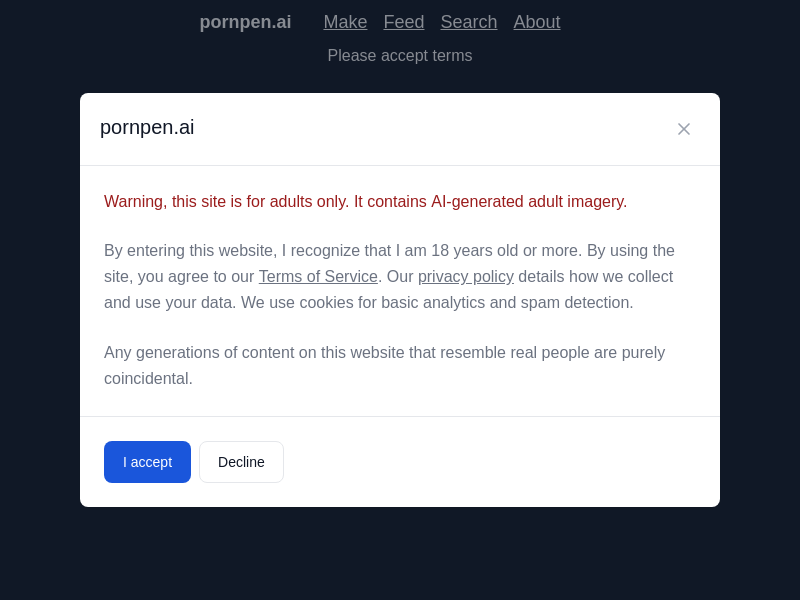 pornpen.ai Make Feed Search About
Please accept terms
pornpen.ai
Warning, this site is for adults only. It contains AI-generated adult imagery.
By entering this website, I recognize that I am 18 years old or more. By using the
site, you agree to our Terms of Service. Our privacy policy details how we collect
and use your data. We use cookies for basic analytics and spam detection.
Any generations of content on this website that resemble real people are purely
coincidental.
I accept Decline